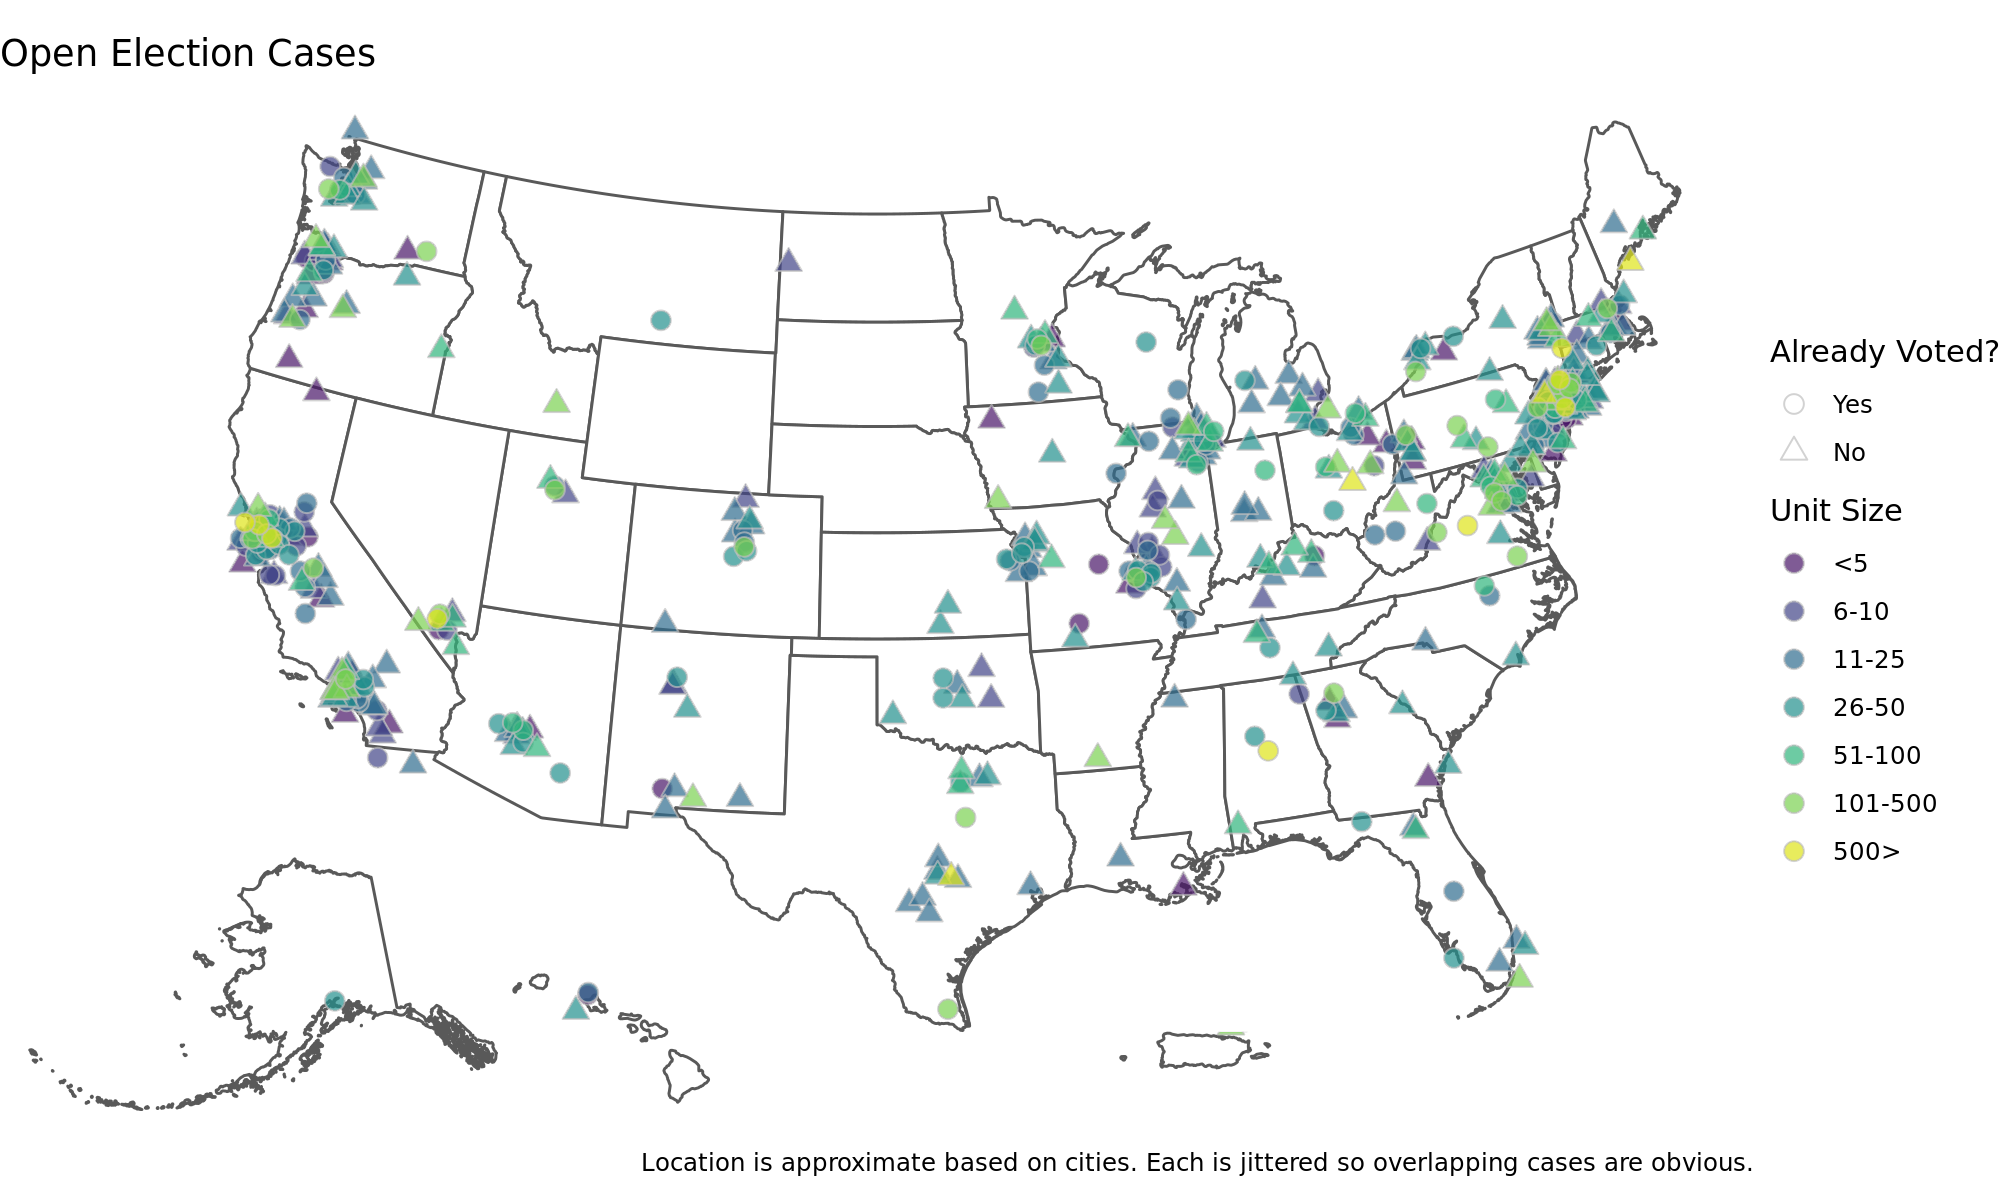 Open Election Cases
Already Voted?
Yes
No
Unit Size
<5
6-10
11-25
26-50
51-100
101-500
500>
Location is approximate based on cities. Each is jittered so overlapping cases are obvious.